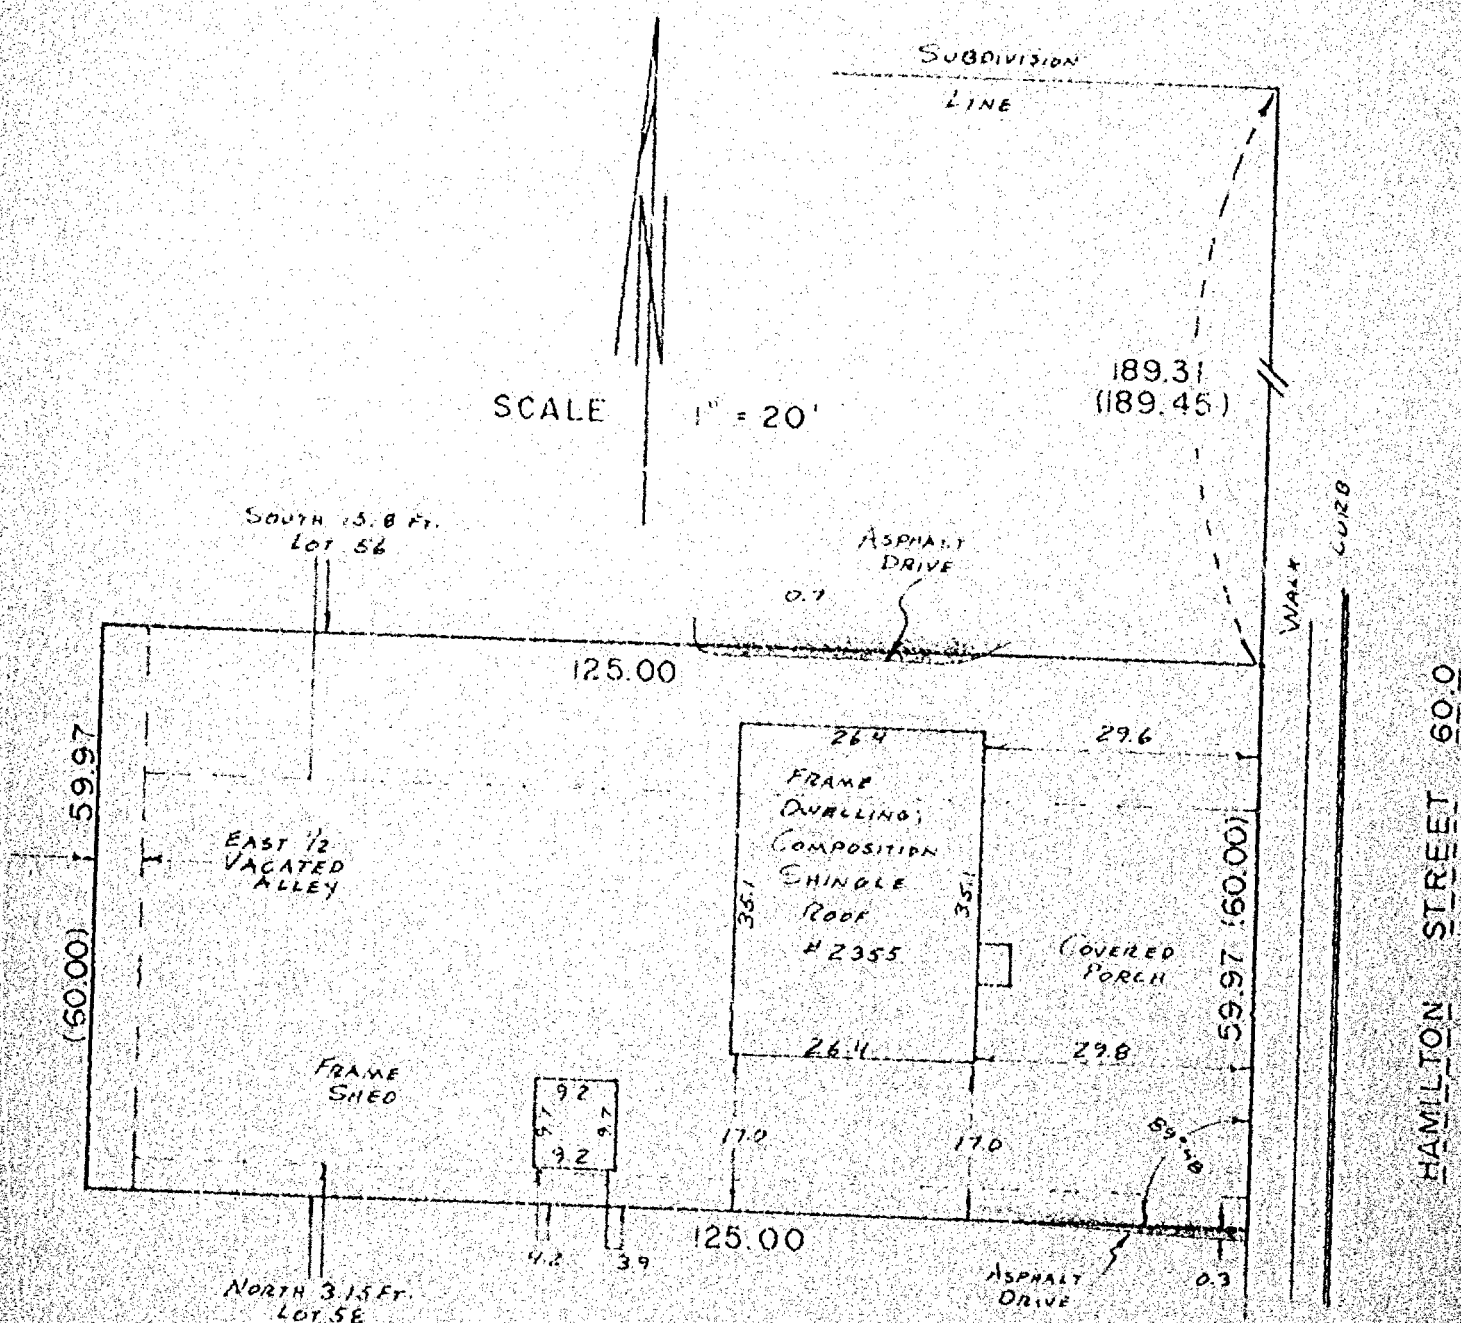 SUBDIVISION
LINE
189.31
(189.45)
SCALE 1" = 20'
SOUTH 15.8 FT.
LOT 56
ASPHALT
DRIVE
WALK
CURB
125.00
59.97
(60.00)
26.4
29.6
FRAME
DWELLING,
COMPOSITION
SHINGLE
ROOF
# 2355
35.1
35.1
EAST 1/2
VACATED
ALLEY
COVERED
PORCH
59.97 (60.00)
HAMILTON STREET 60.0
26.4
29.8
FRAME
SHED
9.2
9.7
9.7
9.2
17.0
17.0
125.00
4.2
3.9
NORTH 3.15 FT.
ASPHALT
DRIVE
0.3